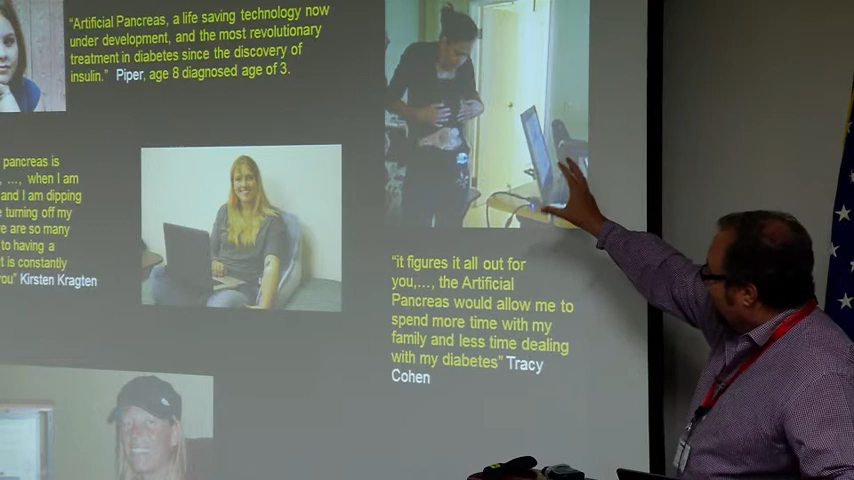 “Artificial Pancreas, a life saving technology now
under development, and the most revolutionary
treatment in diabetes since the discovery of
insulin.” Piper, age 8 diagnosed age of 3.
pancreas is
, ..., when I am
and I am dipping
e turning off my
re are so many
to having a
t is constantly
you” Kirsten Kragten
“it figures it all out for
you,..., the Artificial
Pancreas would allow me to
spend more time with my
family and less time dealing
with my diabetes” Tracy
Cohen